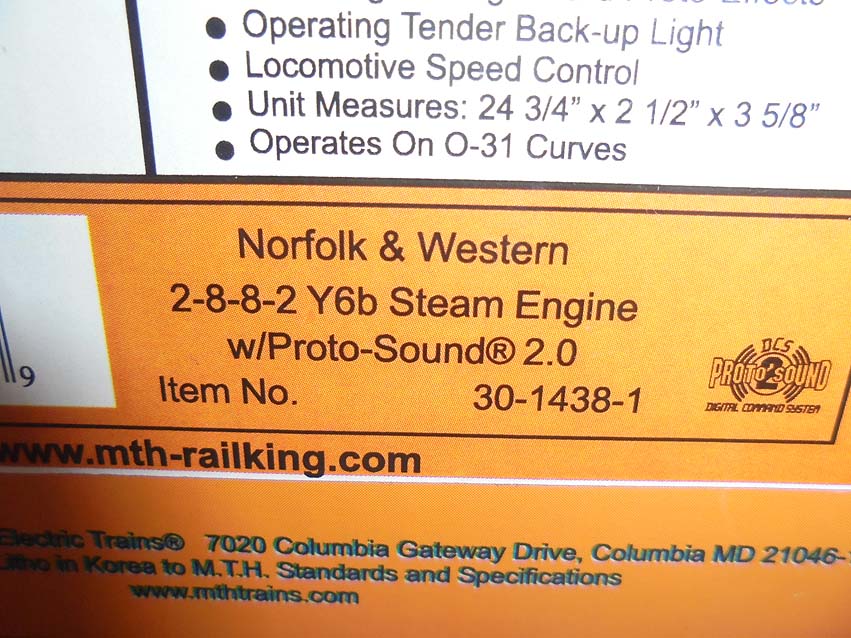 • Operating Tender Back-up Light
• Locomotive Speed Control
• Unit Measures: 24 3/4” x 2 1/2” x 3 5/8”
• Operates On O-31 Curves
Norfolk & Western
2-8-8-2 Y6b Steam Engine
w/Proto-Sound® 2.0
Item No. 30-1438-1
DCS
PROTO SOUND 2
DIGITAL COMMAND SYSTEM
9
www.mth-railking.com
Electric Trains® 7020 Columbia Gateway Drive, Columbia MD 21046-
Litho in Korea to M.T.H. Standards and Specifications
www.mthtrains.com